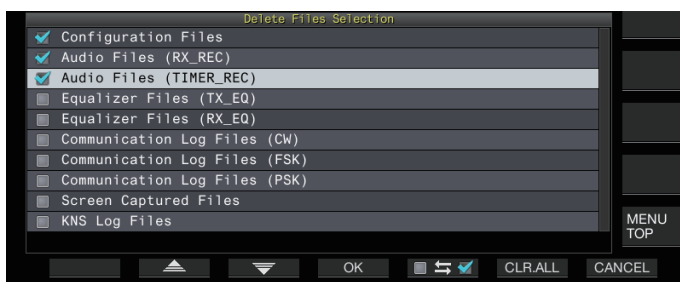 Delete Files Selection
Configuration Files
Audio Files (RX_REC)
Audio Files (TIMER_REC)
Equalizer Files (TX_EQ)
Equalizer Files (RX_EQ)
Communication Log Files (CW)
Communication Log Files (FSK)
Communication Log Files (PSK)
Screen Captured Files
KNS Log Files
MENU
TOP
OK
CLR.ALL
CANCEL